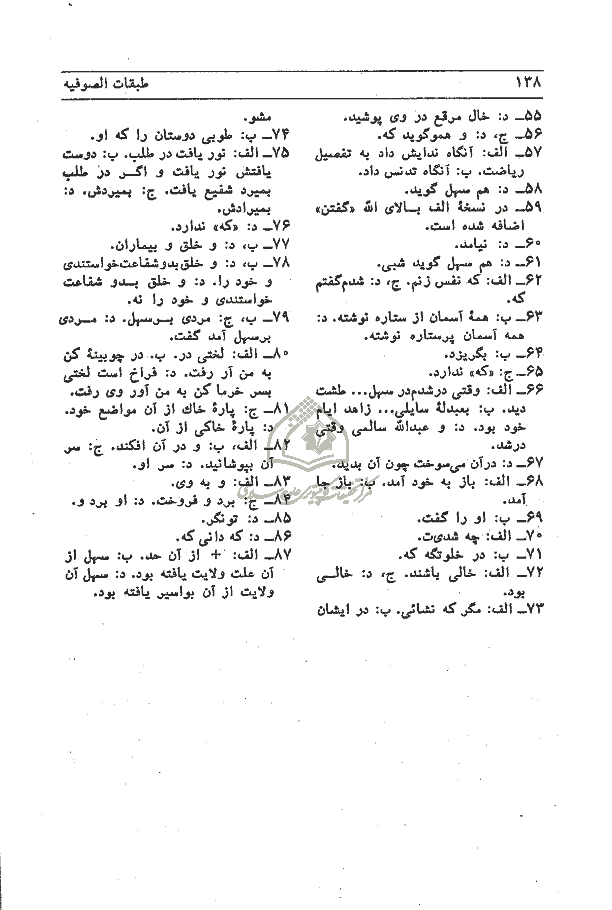 ۱۳۸
طبقات الصوفیه
۵۵ـ د: خال مرقع در وی پوشید.
۵۶ـ ج، د: و هموگوید که.
۵۷ـ الف: آنگاه ندایش داد به تفصیل
ریاضت. ب: آنگاه تدنس داد.
۵۸ـ د: هم سهل گوید.
۵۹ـ در نسخهٔ الف بالای الله «گفتن»
اضافه شده است.
۶۰ـ د: نیامد.
۶۱ـ د: هم سهل گوید شبی.
۶۲ـ الف: که نفس زنم. ج، د: شدم‌گفتم
که.
۶۳ـ ب: همهٔ آسمان از ستاره نوشته. د:
همه آسمان پرستاره نوشته.
۶۴ـ ب: بگریزد.
۶۵ـ ج: «که» ندارد.
۶۶ـ الف: وقتی درشدم‌در سهل... طشت
دید. ب: بعبدلهٔ سایلی... زاهد ایام
خود بود. د: و عبدالله سالمی وقتی
درشد.
۶۷ـ د: درآن می‌سوخت چون آن بدید.
۶۸ـ الف: باز به خود آمد. ب: باز جا
آمد.
۶۹ـ ب: او را گفت.
۷۰ـ الف: چه شدی‌ت.
۷۱ـ ب: در خلوتگه که.
۷۲ـ الف: خالی باشند. ج، د: خالی
بود.
۷۳ـ الف: مگر که نشائی. ب: در ایشان
مشو.
۷۴ـ ب: طوبی دوستان را که او.
۷۵ـ الف: نور یافت در طلب. ب: دوست
یافتش نور یافت و اگر در طلب
بمیرد شفیع یافت. ج: بمیردش. د:
بمیرادش.
۷۶ـ د: «که» ندارد.
۷۷ـ ب، د: و خلق و بیماران.
۷۸ـ ب، د: و خلق‌بدوشفاعت‌خواستندی
و خود را. د: و خلق بدو شفاعت
خواستندی و خود را نه.
۷۹ـ ب، ج: مردی برسهل. د: مردی
برسهل آمد گفت.
۸۰ـ الف: لختی در. ب. در چوبینهٔ کن
به من آر رفت. د: فراخ است لختی
بسر خرما کن به من آور وی رفت.
۸۱ـ ج: پارهٔ خاك از آن مواضع خود.
د: پارهٔ خاکی از آن.
۸۲ـ الف، ب: و در آن افکند. ج: سر
آن بپوشانید. د: سر او.
۸۳ـ الف: و به وی.
۸۴ـ ج: برد و فروخت. د: او برد و.
۸۵ـ د: تونگر.
۸۶ـ د: که دانی که.
۸۷ـ الف: + از آن حد. ب: سهل از
آن علت ولایت یافته بود. د: سهل آن
ولایت از آن بواسیر یافته بود.